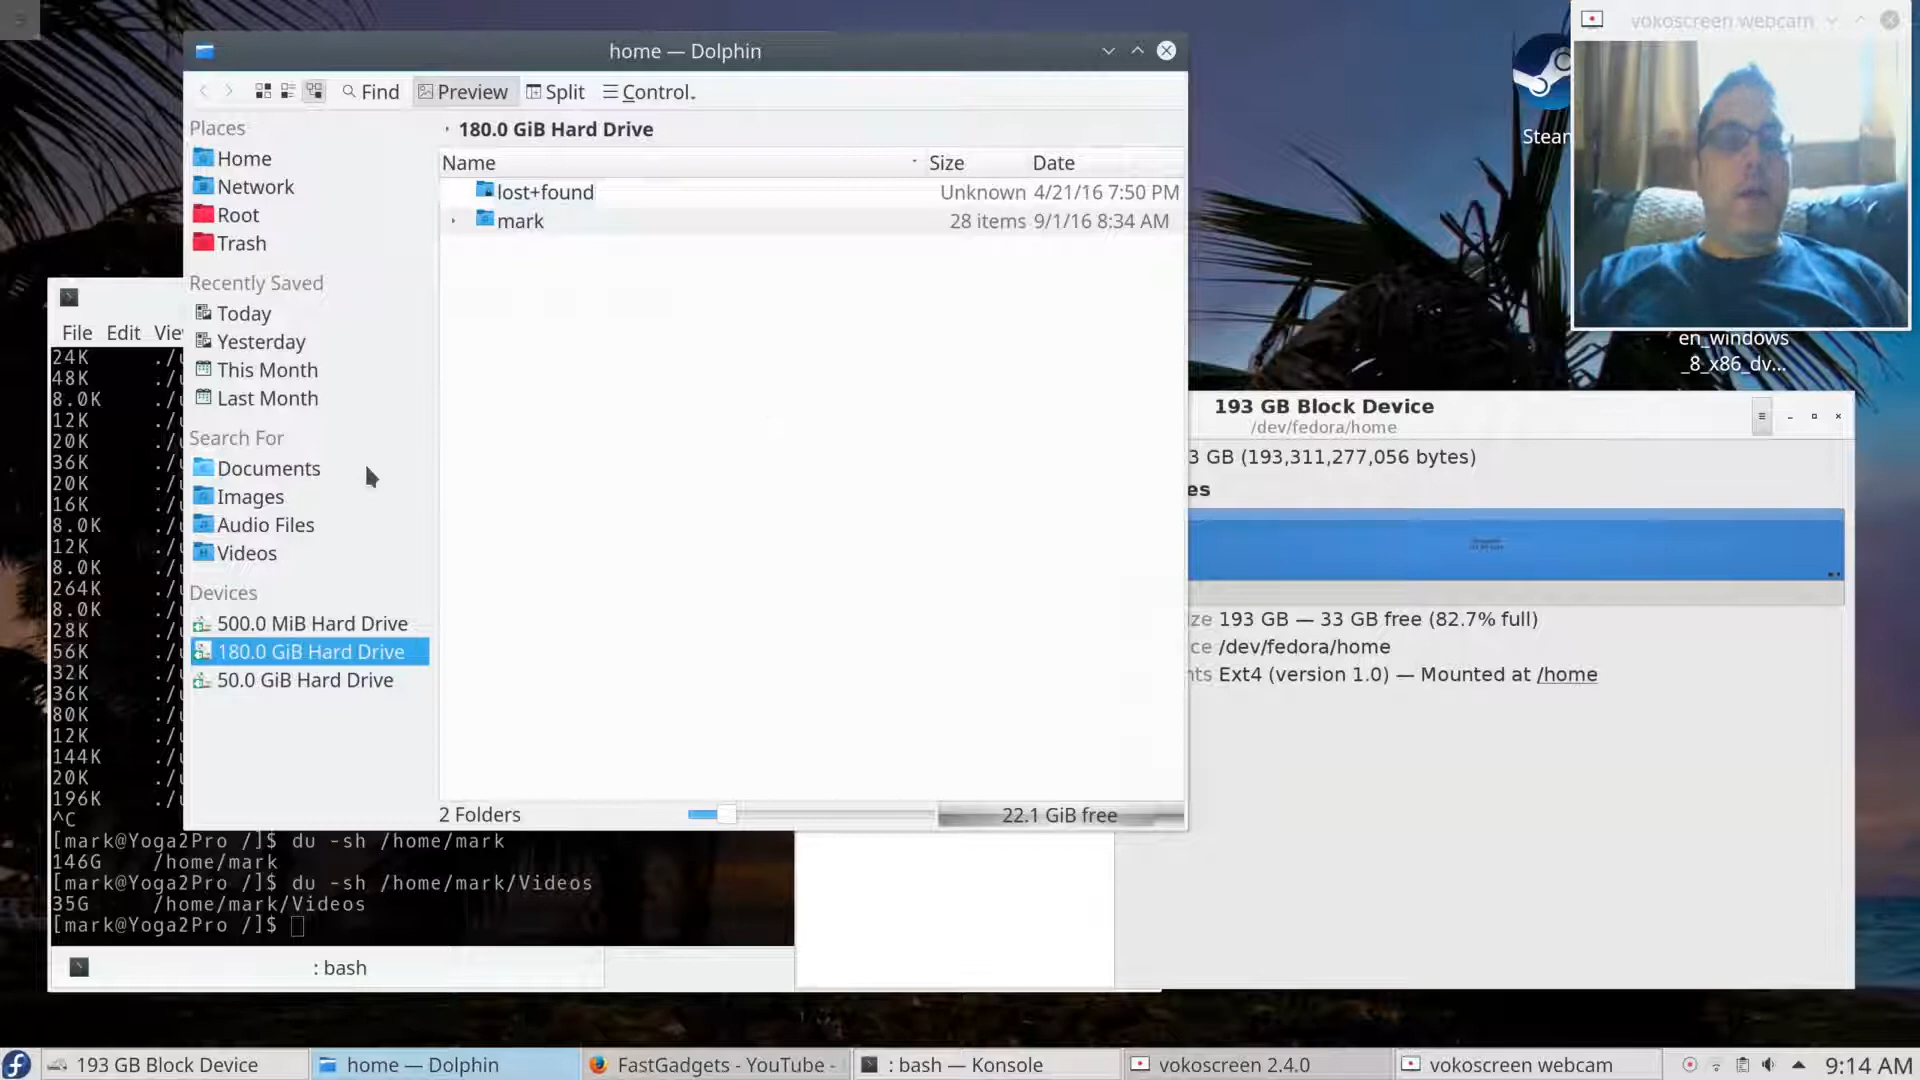 vokoscreen webcam
home — Dolphin
Find
Preview
Split
Control
Places
Home
Network
Root
Trash
Recently Saved
Today
Yesterday
This Month
Last Month
Search For
Documents
Images
Audio Files
Videos
Devices
500.0 MiB Hard Drive
180.0 GiB Hard Drive
50.0 GiB Hard Drive
180.0 GiB Hard Drive
Name Size Date
lost+found Unknown 4/21/16 7:50 PM
mark 28 items 9/1/16 8:34 AM
2 Folders
22.1 GiB free
Steam
en_windows
_8_x86_dv...
193 GB Block Device
/dev/fedora/home
3 GB (193,311,277,056 bytes)
es
ze 193 GB — 33 GB free (82.7% full)
ce /dev/fedora/home
nts Ext4 (version 1.0) — Mounted at /home
File Edit Vie
24K ./u
48K ./u
8.0K ./u
12K ./u
20K ./u
36K ./u
20K ./u
16K ./u
8.0K ./u
12K ./u
8.0K ./u
264K ./u
8.0K ./u
28K ./u
56K ./u
32K ./u
36K ./u
80K ./u
12K ./u
144K ./u
20K ./u
196K ./u
^C
[mark@Yoga2Pro /]$ du -sh /home/mark
146G /home/mark
[mark@Yoga2Pro /]$ du -sh /home/mark/Videos
35G /home/mark/Videos
[mark@Yoga2Pro /]$
: bash
193 GB Block Device
home — Dolphin
FastGadgets - YouTube -
: bash — Konsole
vokoscreen 2.4.0
vokoscreen webcam
9:14 AM